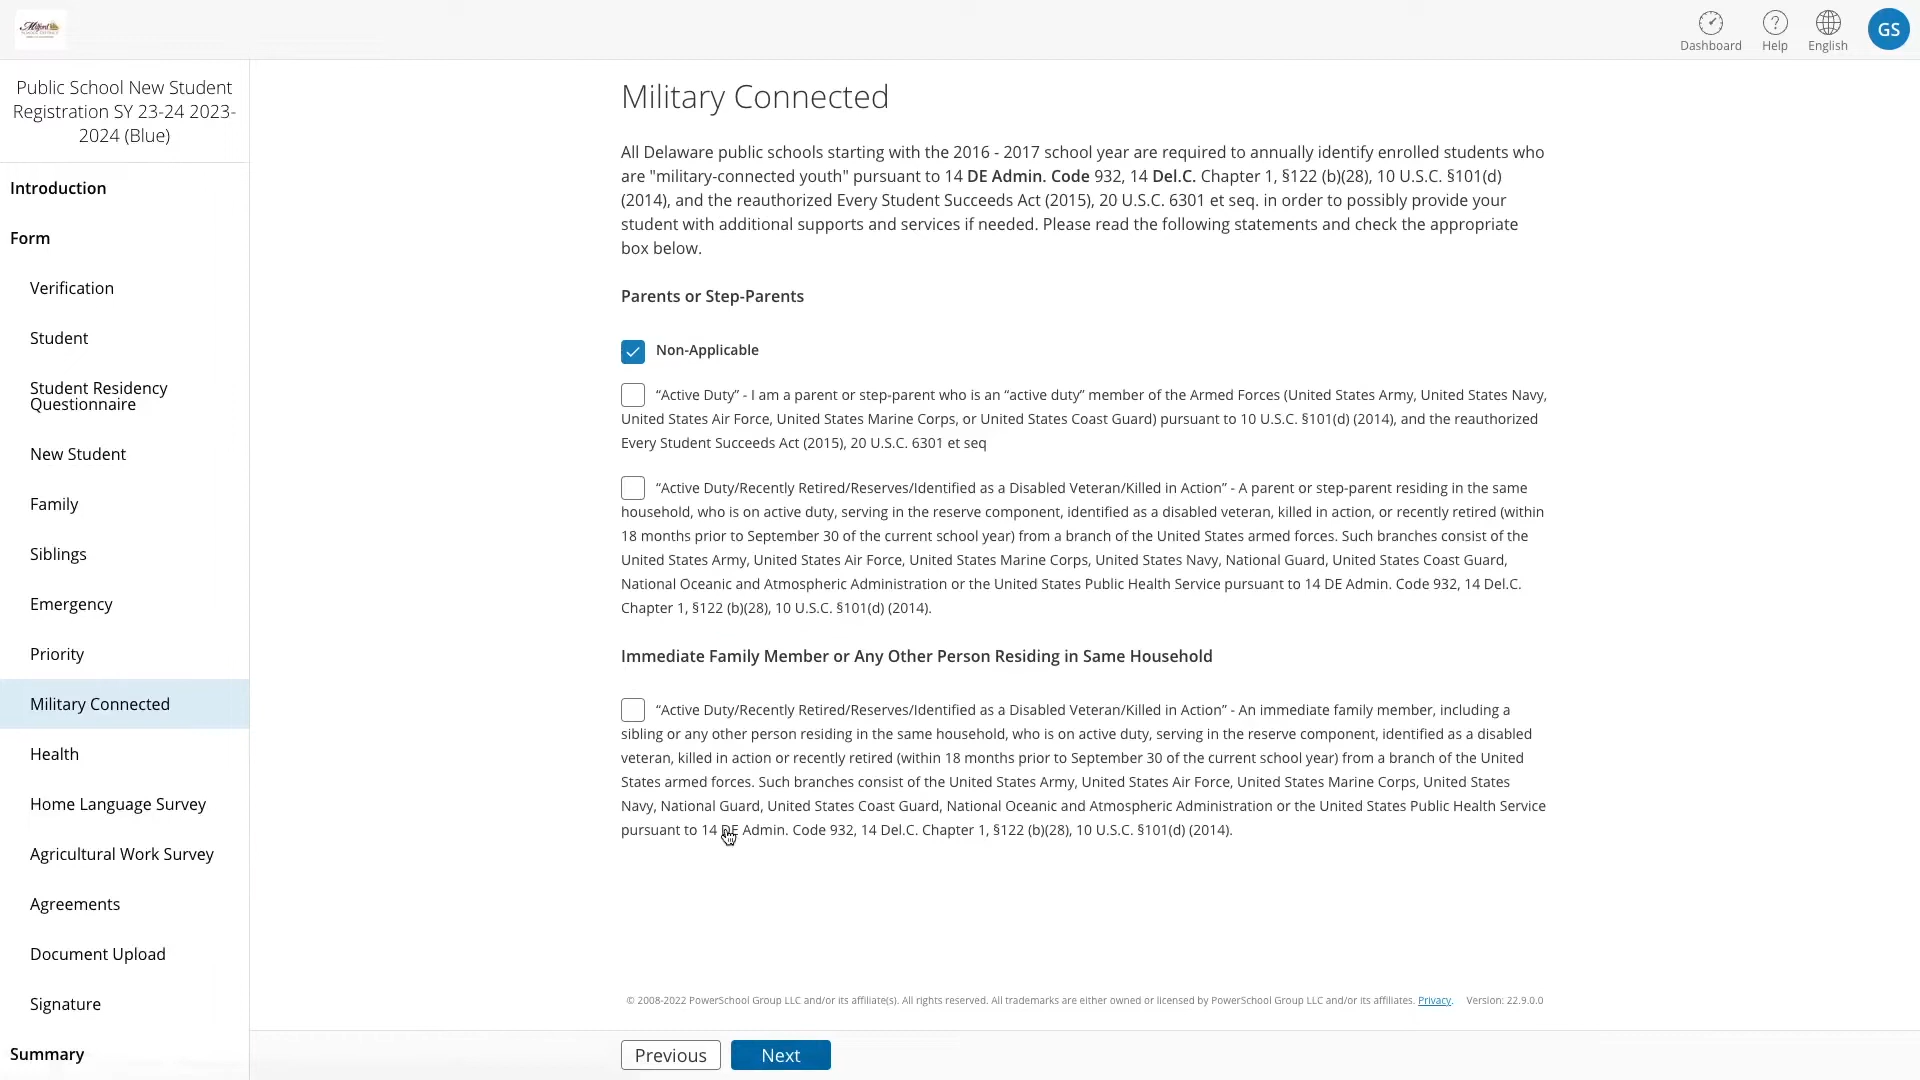 Milford
Dashboard
Help
English
GS
Public School New Student
Registration SY 23-24 2023-
2024 (Blue)
Introduction
Form
Verification
Student
Student Residency
Questionnaire
New Student
Family
Siblings
Emergency
Priority
Military Connected
Health
Home Language Survey
Agricultural Work Survey
Agreements
Document Upload
Signature
Summary
Military Connected
All Delaware public schools starting with the 2016 - 2017 school year are required to annually identify enrolled students who
are "military-connected youth" pursuant to 14 DE Admin. Code 932, 14 Del.C. Chapter 1, §122 (b)(28), 10 U.S.C. §101(d)
(2014), and the reauthorized Every Student Succeeds Act (2015), 20 U.S.C. 6301 et seq. in order to possibly provide your
student with additional supports and services if needed. Please read the following statements and check the appropriate
box below.
Parents or Step-Parents
Non-Applicable
“Active Duty” - I am a parent or step-parent who is an “active duty” member of the Armed Forces (United States Army, United States Navy,
United States Air Force, United States Marine Corps, or United States Coast Guard) pursuant to 10 U.S.C. §101(d) (2014), and the reauthorized
Every Student Succeeds Act (2015), 20 U.S.C. 6301 et seq
“Active Duty/Recently Retired/Reserves/Identified as a Disabled Veteran/Killed in Action” - A parent or step-parent residing in the same
household, who is on active duty, serving in the reserve component, identified as a disabled veteran, killed in action, or recently retired (within
18 months prior to September 30 of the current school year) from a branch of the United States armed forces. Such branches consist of the
United States Army, United States Air Force, United States Marine Corps, United States Navy, National Guard, United States Coast Guard,
National Oceanic and Atmospheric Administration or the United States Public Health Service pursuant to 14 DE Admin. Code 932, 14 Del.C.
Chapter 1, §122 (b)(28), 10 U.S.C. §101(d) (2014).
Immediate Family Member or Any Other Person Residing in Same Household
“Active Duty/Recently Retired/Reserves/Identified as a Disabled Veteran/Killed in Action” - An immediate family member, including a
sibling or any other person residing in the same household, who is on active duty, serving in the reserve component, identified as a disabled
veteran, killed in action or recently retired (within 18 months prior to September 30 of the current school year) from a branch of the United
States armed forces. Such branches consist of the United States Army, United States Air Force, United States Marine Corps, United States
Navy, National Guard, United States Coast Guard, National Oceanic and Atmospheric Administration or the United States Public Health Service
pursuant to 14 DE Admin. Code 932, 14 Del.C. Chapter 1, §122 (b)(28), 10 U.S.C. §101(d) (2014).
© 2008-2022 PowerSchool Group LLC and/or its affiliate(s). All rights reserved. All trademarks are either owned or licensed by PowerSchool Group LLC and/or its affiliates. Privacy. Version: 22.9.0.0
Previous
Next